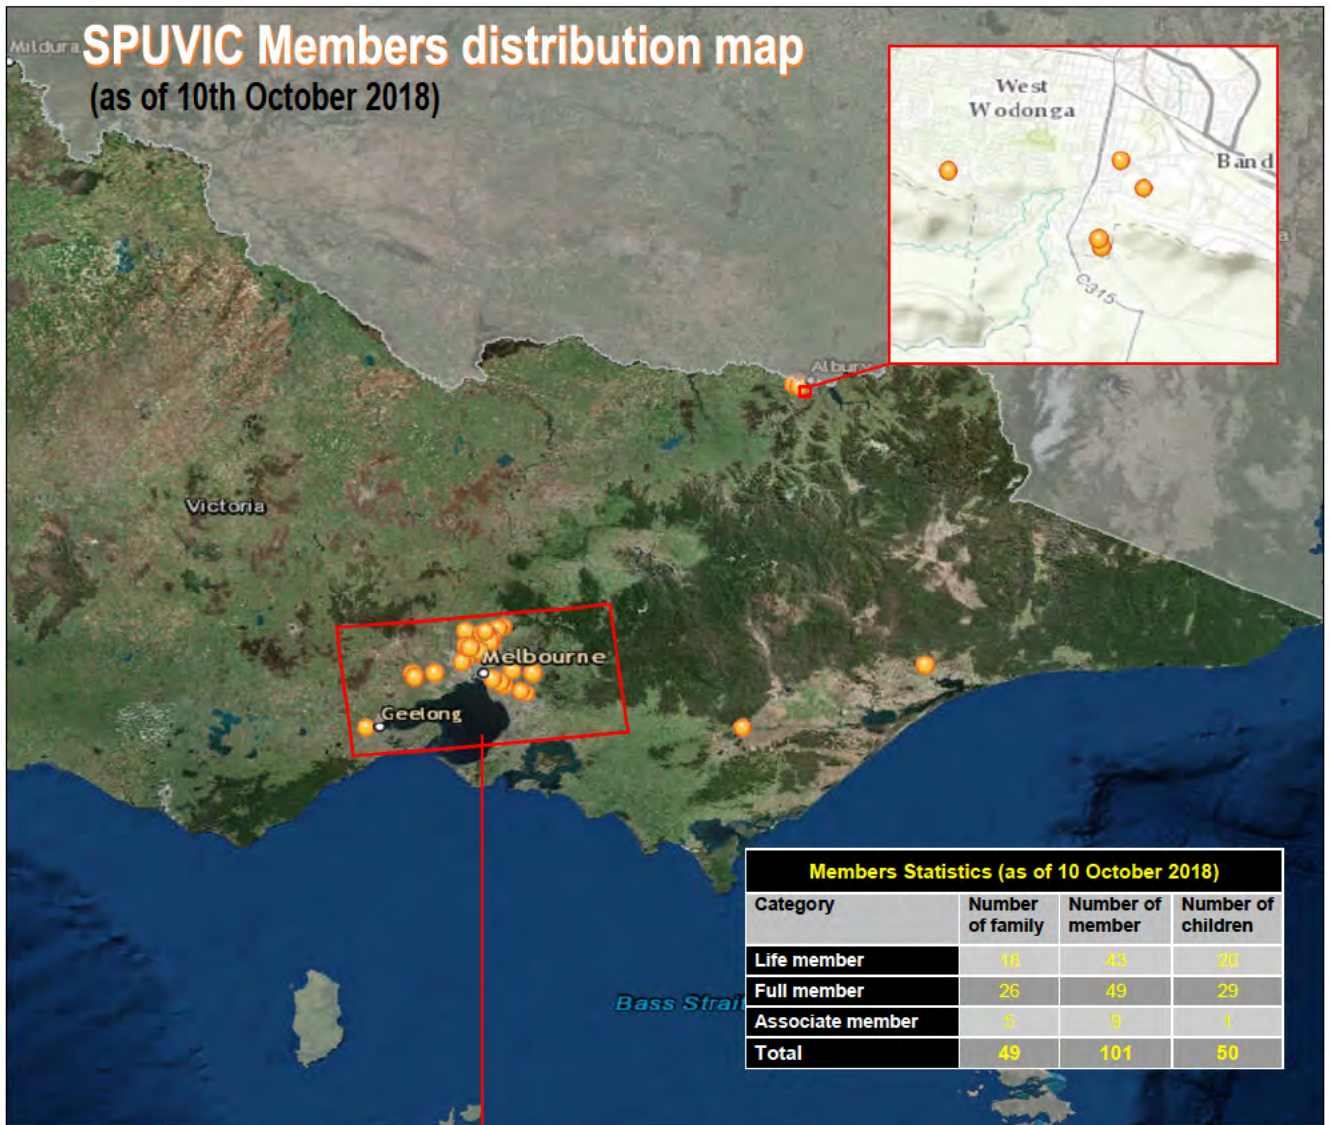 Mildura
SPUVIC Members distribution map
(as of 10th October 2018)
West
Wodonga
Band
C315
Albury
Victoria
Melbourne
Geelong
Bass Strait
Members Statistics (as of 10 October 2018)
Category Number of family Number of member Number of children
Life member 18 43 20
Full member 26 49 29
Associate member 5 9 1
Total 49 101 50